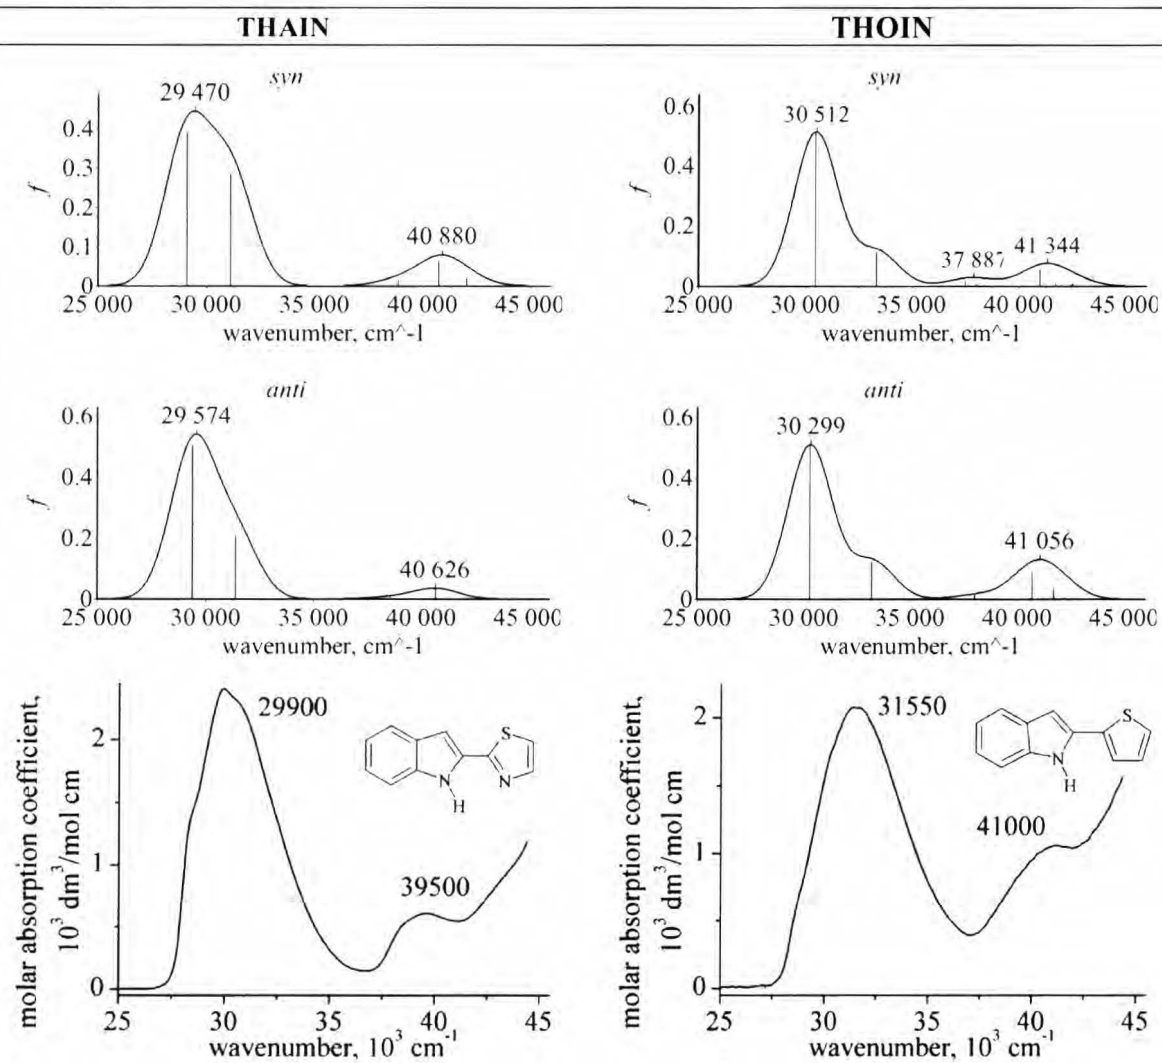 THAIN THOIN
syn
29 470
40 880
0.4
0.3
0.2
0.1
0
f
25 000 30 000 35 000 40 000 45 000
wavenumber, cm^-1
syn
30 512
37 887
41 344
0.6
0.4
0.2
0
f
25 000 30 000 35 000 40 000 45 000
wavenumber, cm^-1
anti
29 574
40 626
0.6
0.4
0.2
0
f
25 000 30 000 35 000 40 000 45 000
wavenumber, cm^-1
anti
30 299
41 056
0.6
0.4
0.2
0
f
25 000 30 000 35 000 40 000 45 000
wavenumber, cm^-1
molar absorption coefficient,
10³ dm³/mol cm
2
1
0
29900
39500
S
N
N
H
25 30 35 40 45
wavenumber, 10³ cm⁻¹
molar absorption coefficient,
10³ dm³/mol cm
2
1
0
31550
41000
S
N
H
25 30 35 40 45
wavenumber, 10³ cm⁻¹